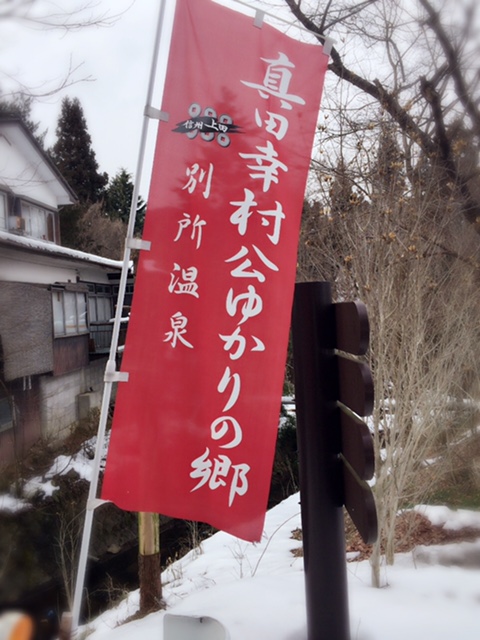 真田幸村公ゆかりの郷
信州 上田
別所温泉